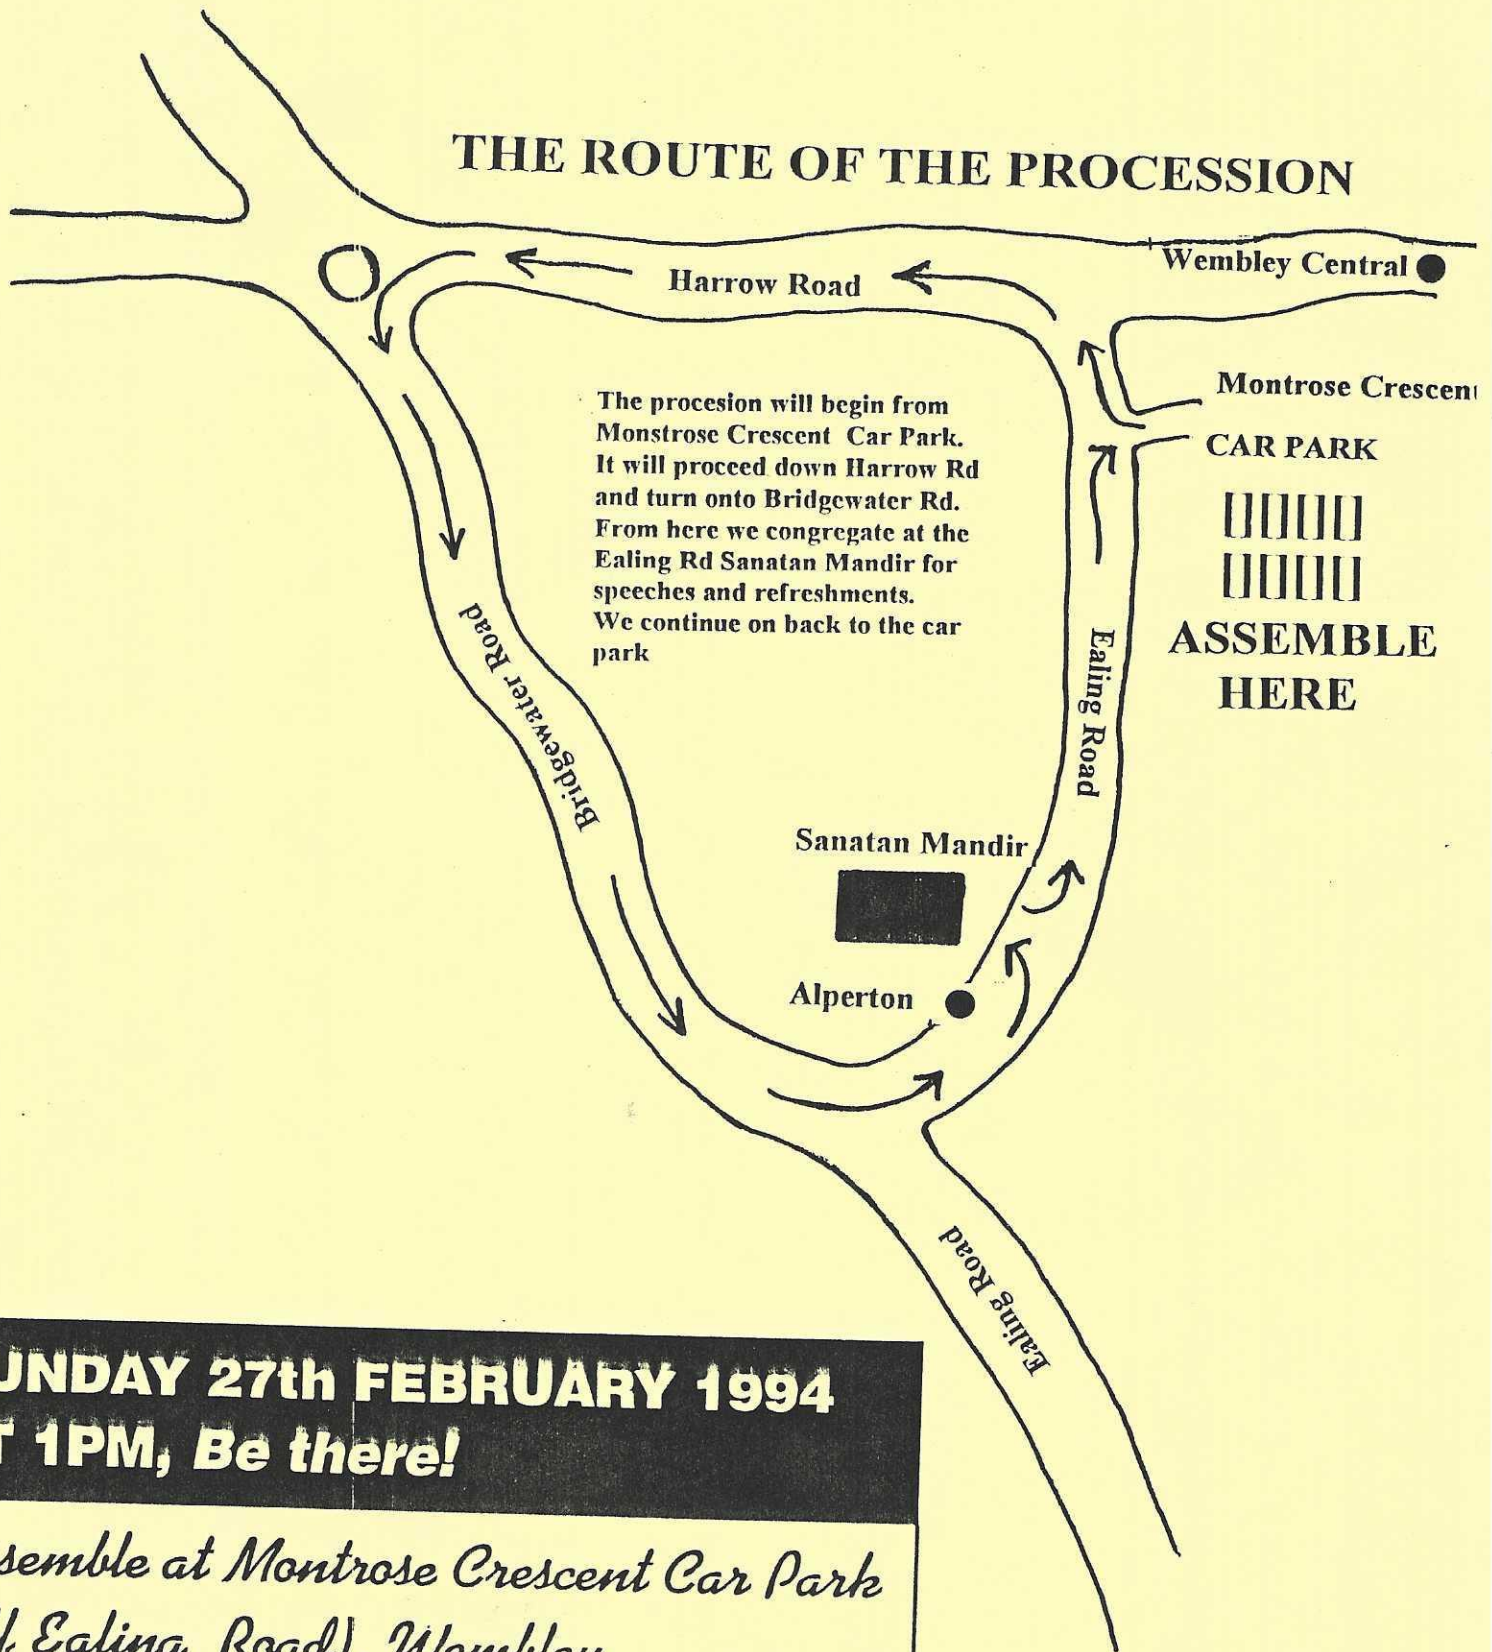 THE ROUTE OF THE PROCESSION
Wembley Central
Harrow Road
Montrose Crescent
CAR PARK
ASSEMBLE
HERE
The procesion will begin from
Monstrose Crescent Car Park.
It will proceed down Harrow Rd
and turn onto Bridgewater Rd.
From here we congregate at the
Ealing Rd Sanatan Mandir for
speeches and refreshments.
We continue on back to the car
park
Bridgewater Road
Ealing Road
Sanatan Mandir
Alperton
Ealing Road
UNDAY 27th FEBRUARY 1994
T 1PM, Be there!
semble at Montrose Crescent Car Park
Ealing Road), Wembley